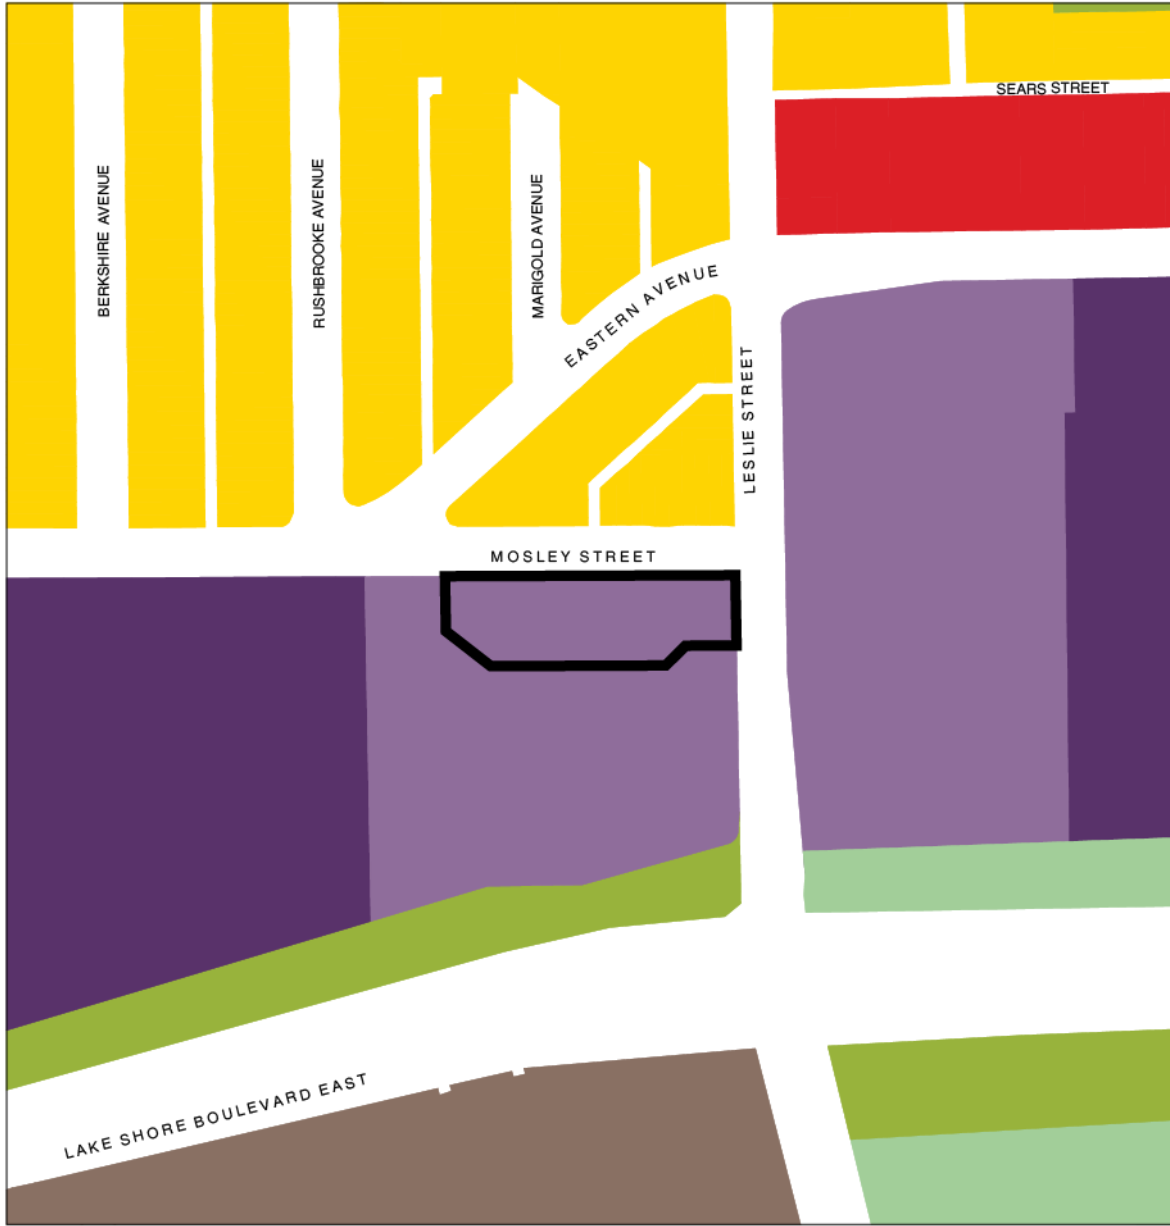 SEARS STREET
BERKSHIRE AVENUE
RUSHBROOKE AVENUE
MARIGOLD AVENUE
EASTERN AVENUE
LESLIE STREET
MOSLEY STREET
LAKE SHORE BOULEVARD EAST